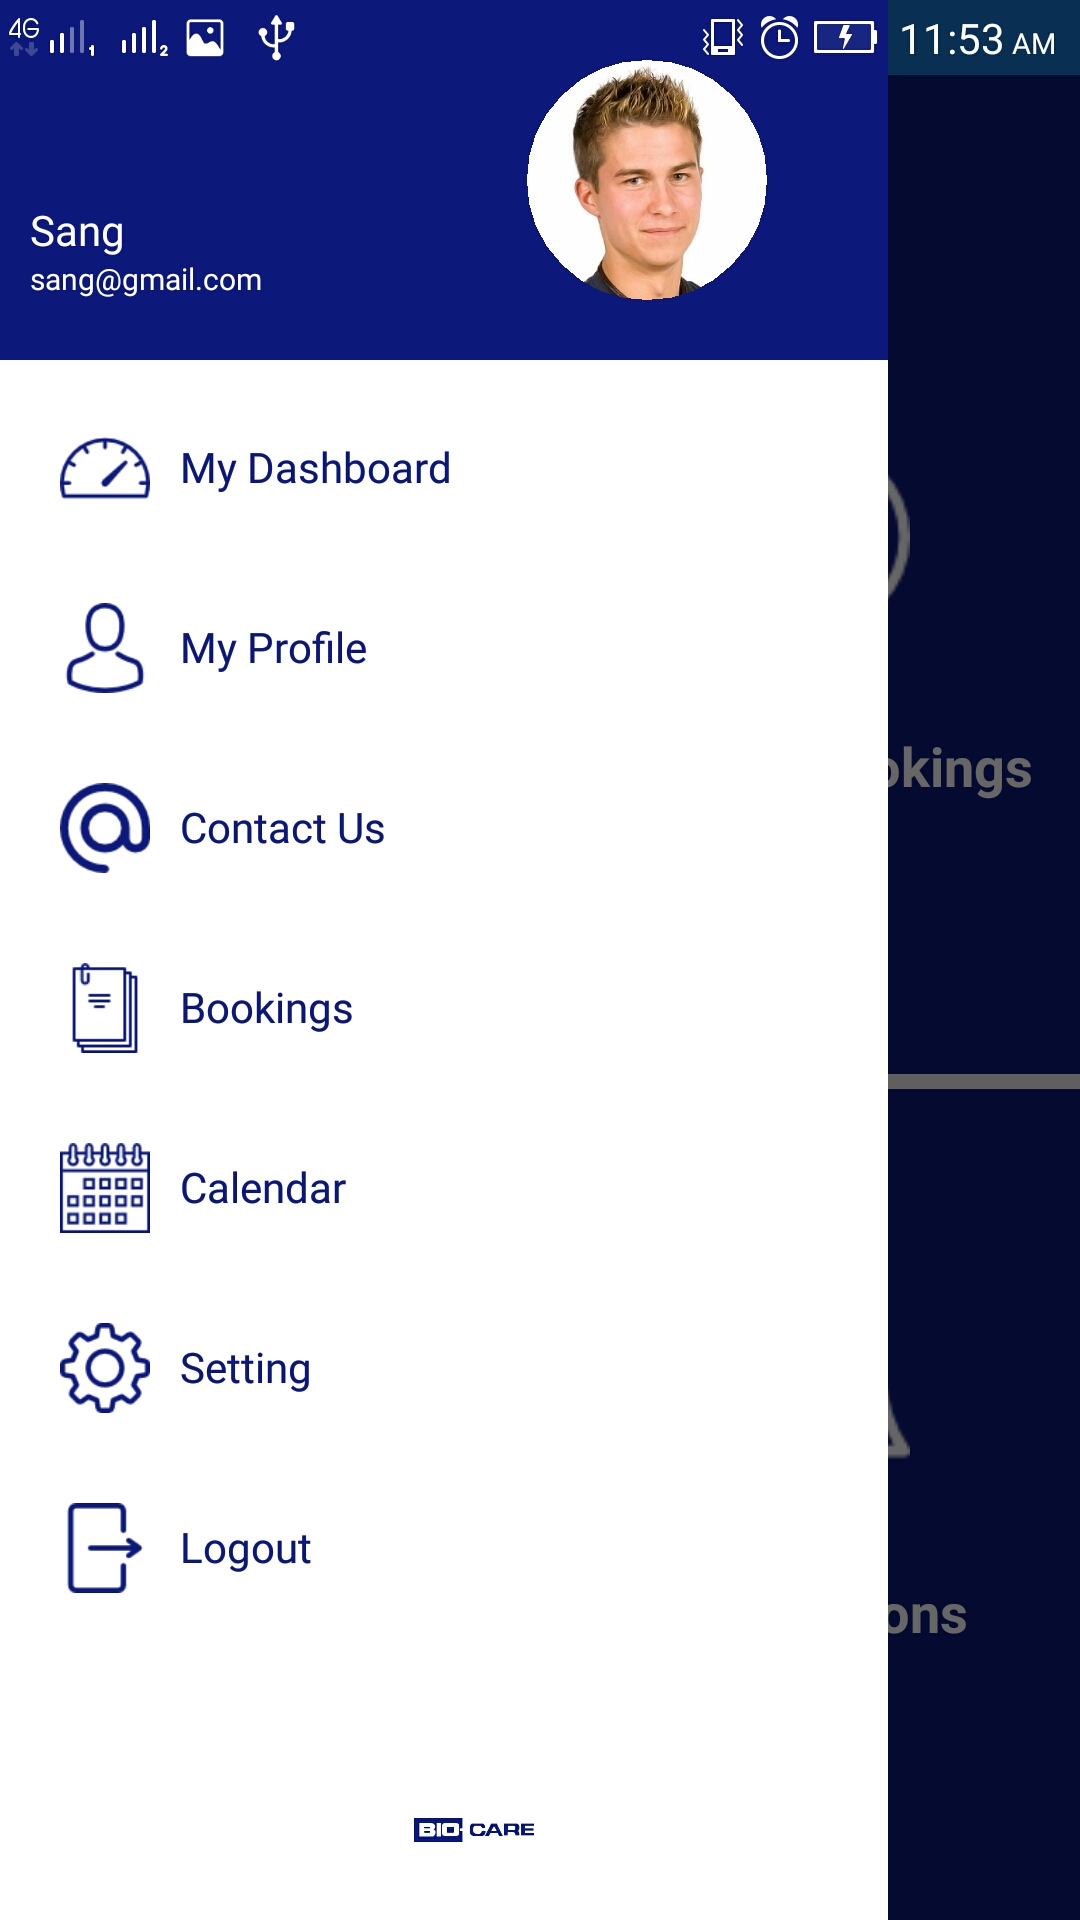 4G 1 2 11:53 AM
Sang
sang@gmail.com
My Dashboard
My Profile
okings
Contact Us
Bookings
Calendar
Setting
Logout
ons
BIO-CARE